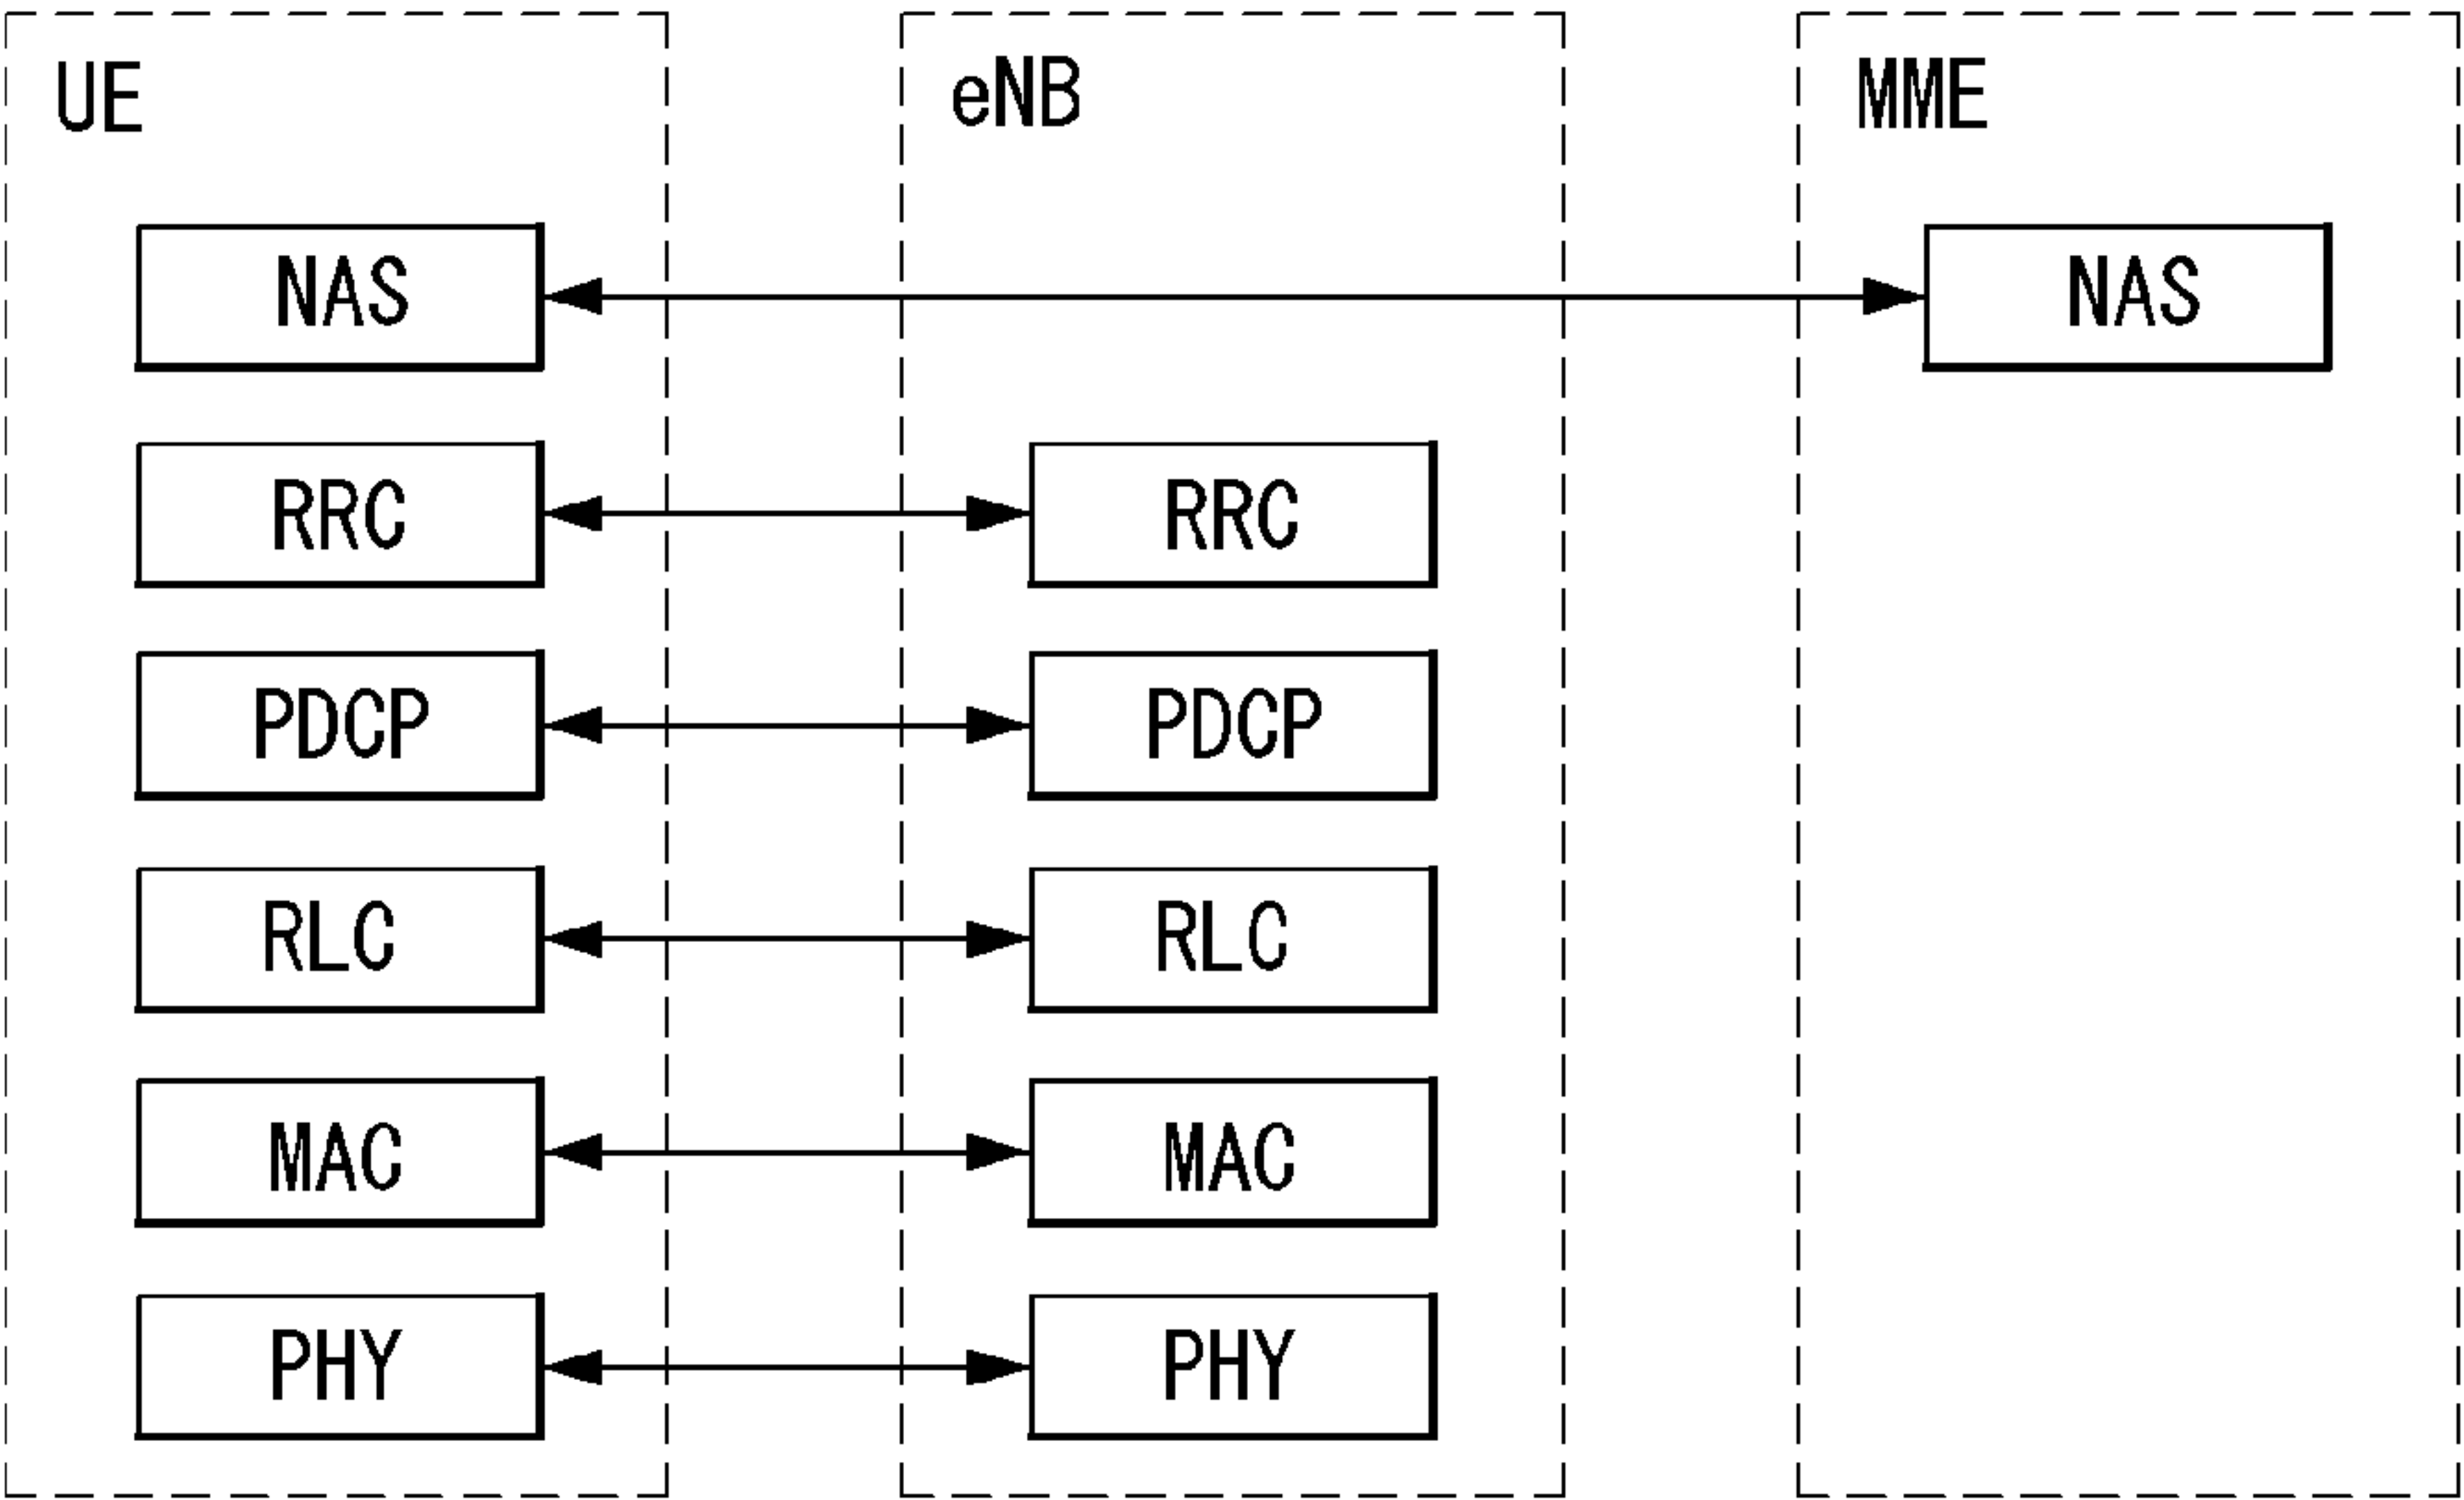 UE
eNB
MME
NAS
NAS
RRC
RRC
PDCP
PDCP
RLC
RLC
MAC
MAC
PHY
PHY